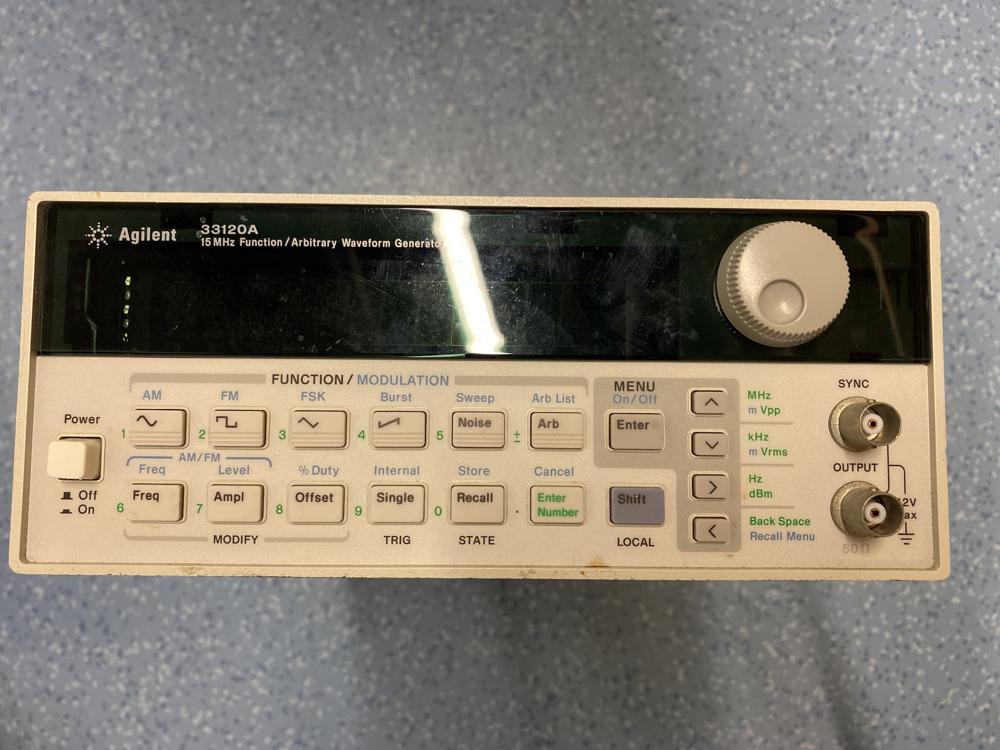 Agilent
33120A
15 MHz Function / Arbitrary Waveform Generator
FUNCTION / MODULATION
AM FM FSK Burst Sweep Arb List
1 2 3 4 5 Noise ± Arb
MENU
On/Off
Enter
MHz
m Vpp
kHz
m Vrms
Hz
dBm
Back Space
Recall Menu
SYNC
OUTPUT
50Ω
Power
Off
On
AM/FM
Freq Level % Duty Internal Store Cancel
6 Freq 7 Ampl 8 Offset 9 Single 0 Recall . Enter Number
Shift
MODIFY TRIG STATE LOCAL